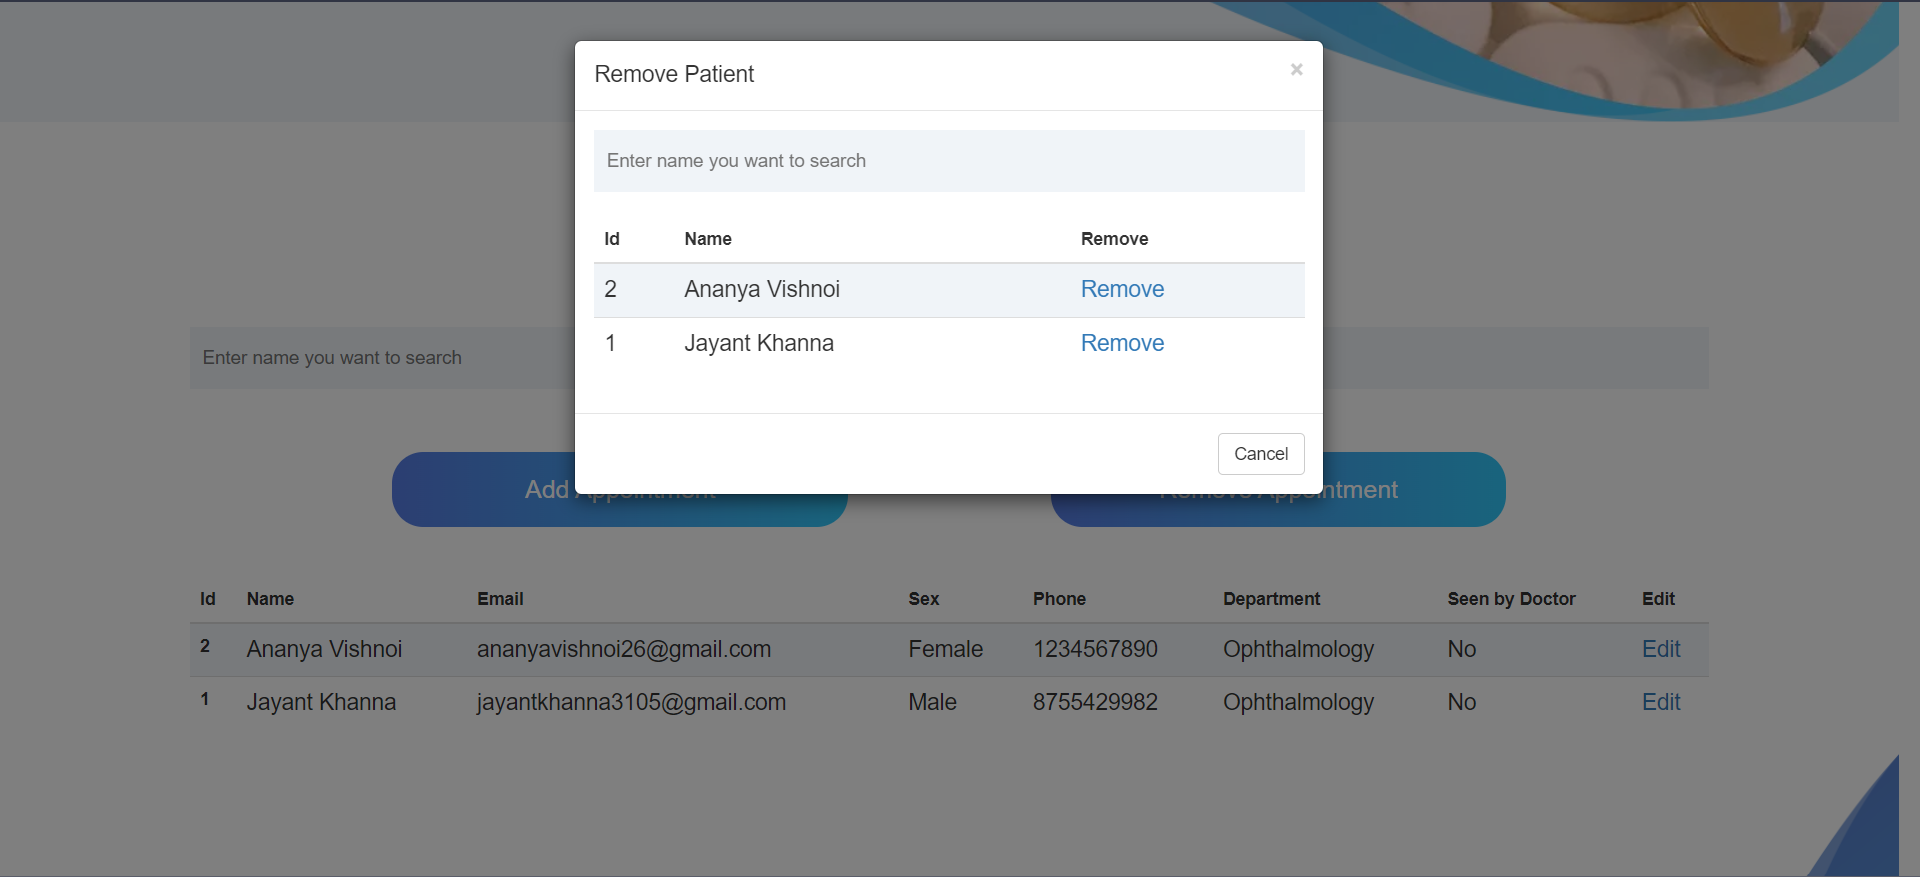 Remove Patient ×
Enter name you want to search
Id Name Remove
2 Ananya Vishnoi Remove
1 Jayant Khanna Remove
Cancel
Enter name you want to search
Add Appointment Remove Appointment
Id Name Email Sex Phone Department Seen by Doctor Edit
2 Ananya Vishnoi ananyavishnoi26@gmail.com Female 1234567890 Ophthalmology No Edit
1 Jayant Khanna jayantkhanna3105@gmail.com Male 8755429982 Ophthalmology No Edit